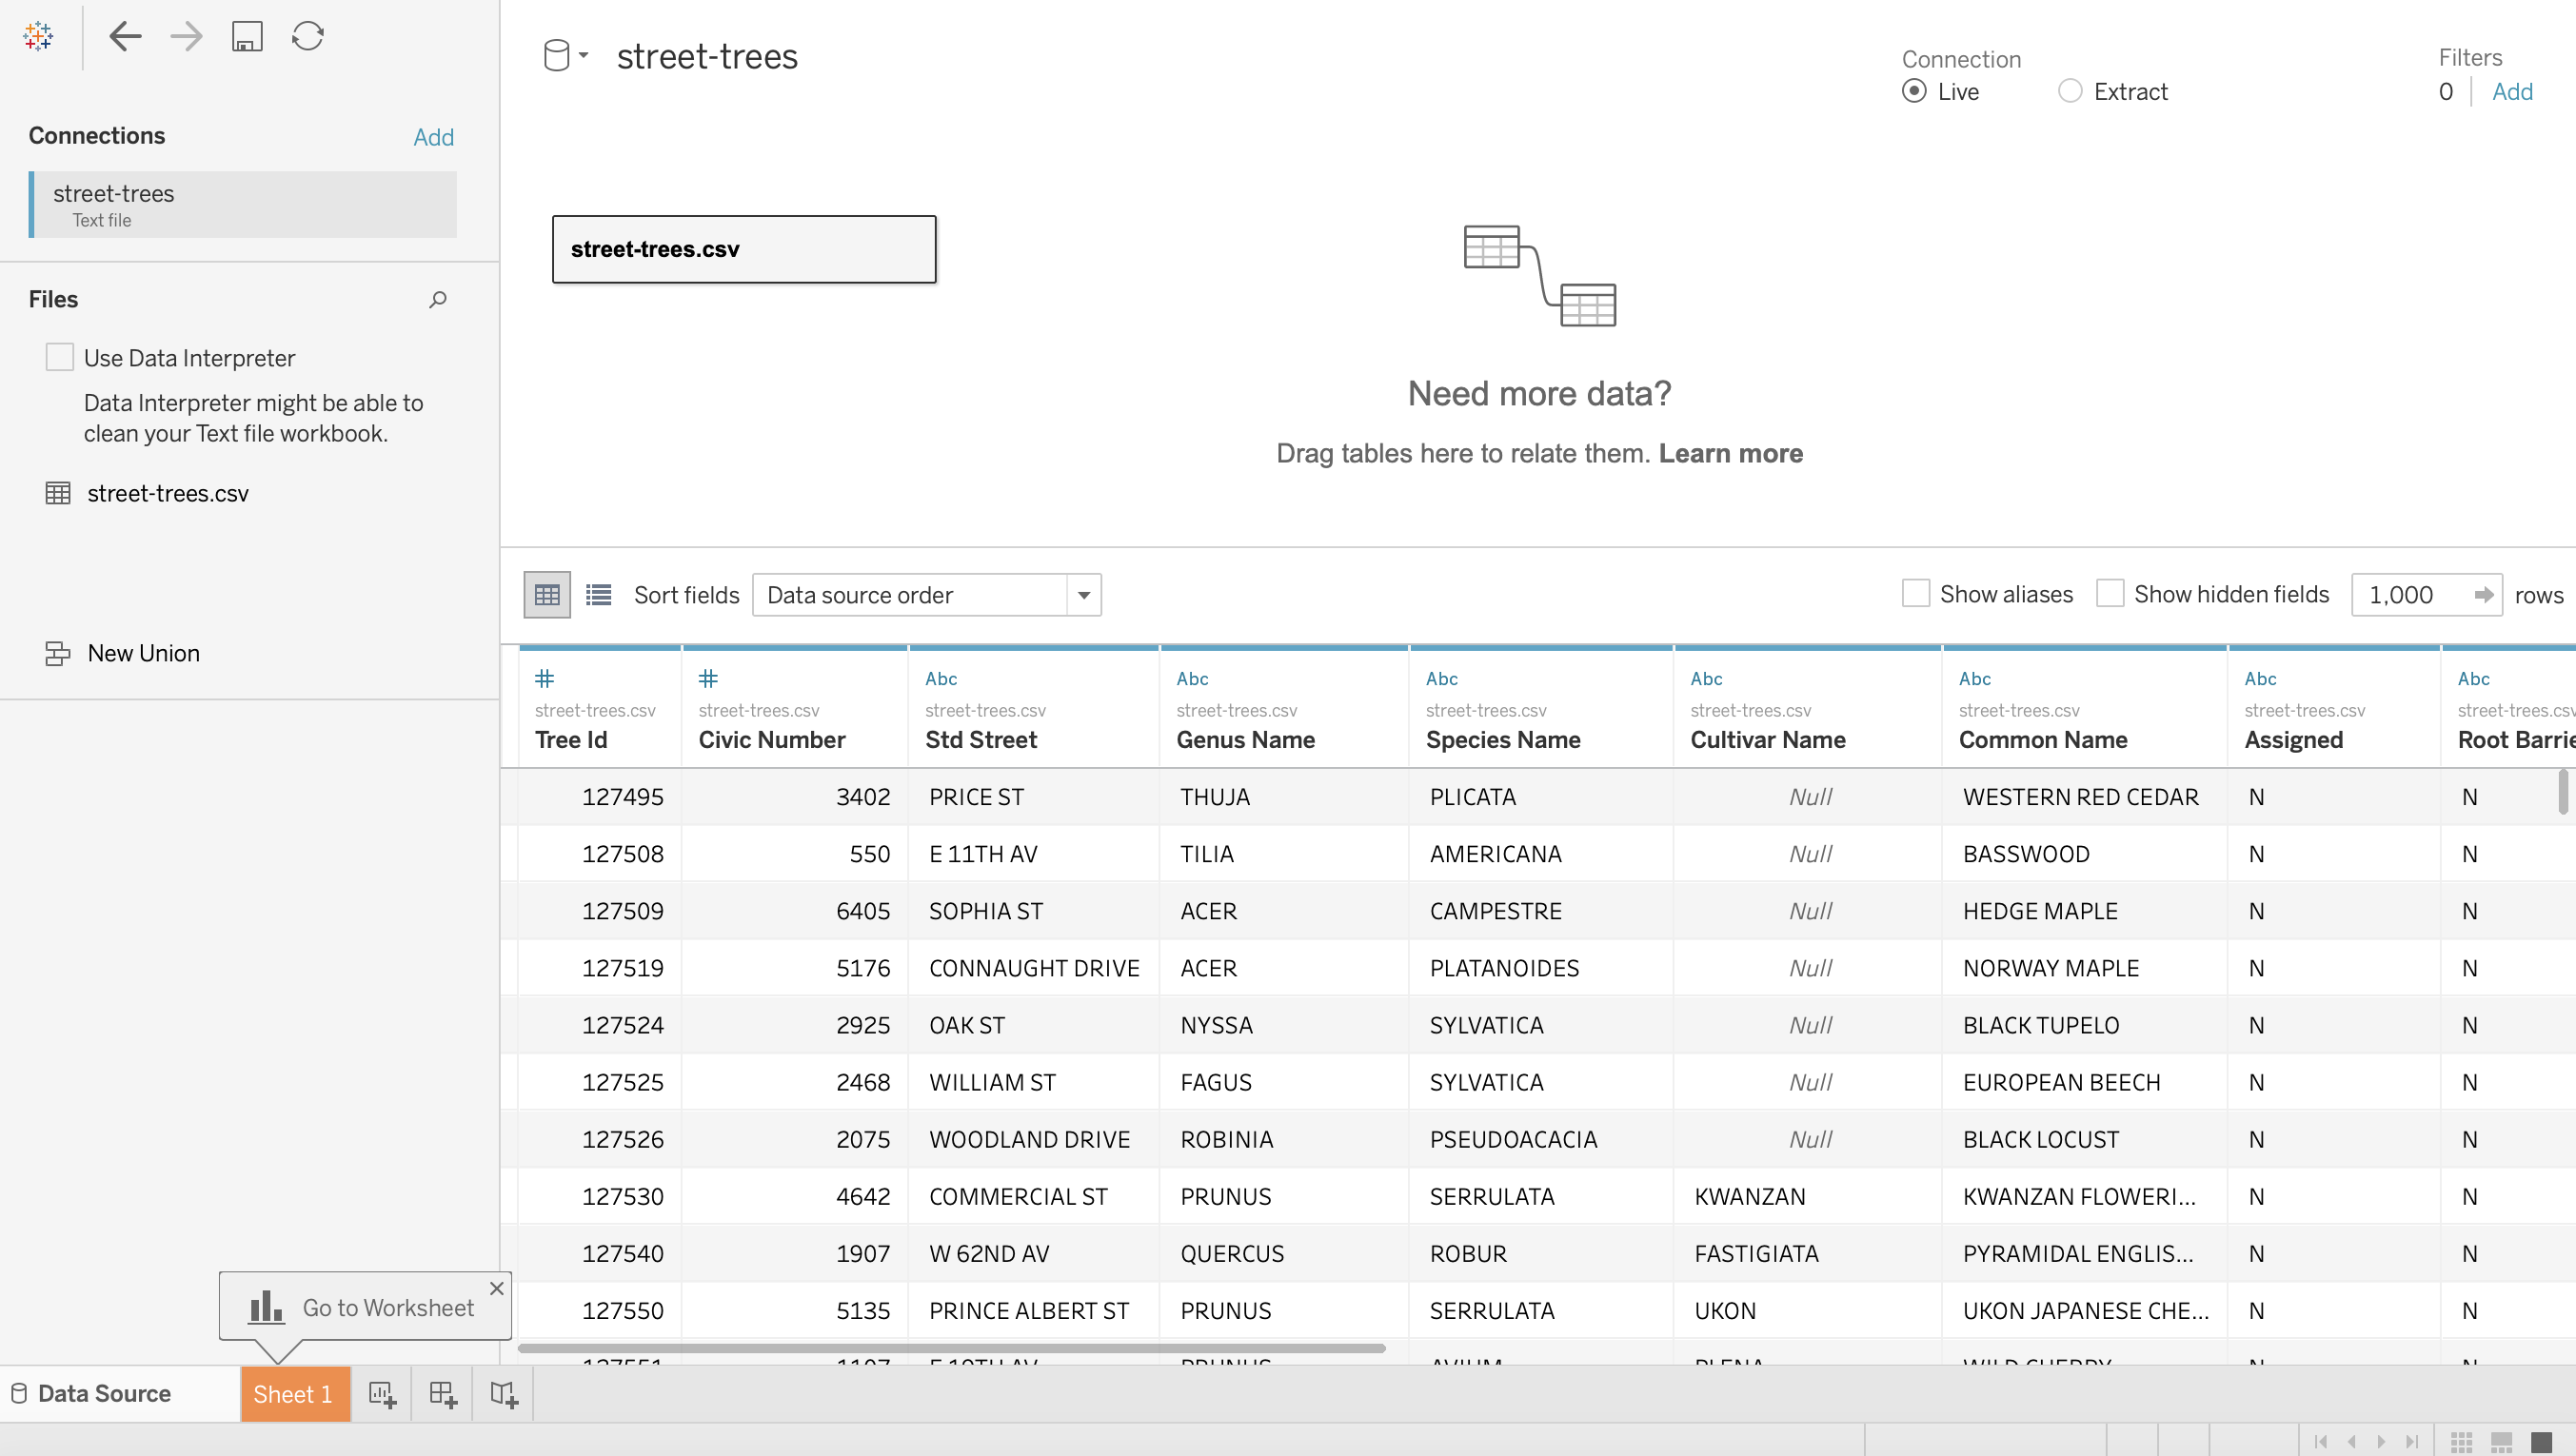 street-trees
Connection
Filters
Live
Extract
0
Add
Connections
Add
street-trees
Text file
street-trees.csv
Files
Use Data Interpreter
Data Interpreter might be able to
clean your Text file workbook.
street-trees.csv
New Union
Need more data?
Drag tables here to relate them. Learn more
Sort fields Data source order Show aliases Show hidden fields 1,000 rows
# # Abc Abc Abc Abc Abc Abc Abc
street-trees.csv street-trees.csv street-trees.csv street-trees.csv street-trees.csv street-trees.csv street-trees.csv street-trees.csv street-trees.csv
Tree Id Civic Number Std Street Genus Name Species Name Cultivar Name Common Name Assigned Root Barrie
127495 3402 PRICE ST THUJA PLICATA Null WESTERN RED CEDAR N N
127508 550 E 11TH AV TILIA AMERICANA Null BASSWOOD N N
127509 6405 SOPHIA ST ACER CAMPESTRE Null HEDGE MAPLE N N
127519 5176 CONNAUGHT DRIVE ACER PLATANOIDES Null NORWAY MAPLE N N
127524 2925 OAK ST NYSSA SYLVATICA Null BLACK TUPELO N N
127525 2468 WILLIAM ST FAGUS SYLVATICA Null EUROPEAN BEECH N N
127526 2075 WOODLAND DRIVE ROBINIA PSEUDOACACIA Null BLACK LOCUST N N
127530 4642 COMMERCIAL ST PRUNUS SERRULATA KWANZAN KWANZAN FLOWERI... N N
127540 1907 W 62ND AV QUERCUS ROBUR FASTIGIATA PYRAMIDAL ENGLIS... N N
127550 5135 PRINCE ALBERT ST PRUNUS SERRULATA UKON UKON JAPANESE CHE... N N
127551 1107 E 10TH AV PRUNUS AVIUM PLENA WILD CHERRY N N
Go to Worksheet
Data Source
Sheet 1